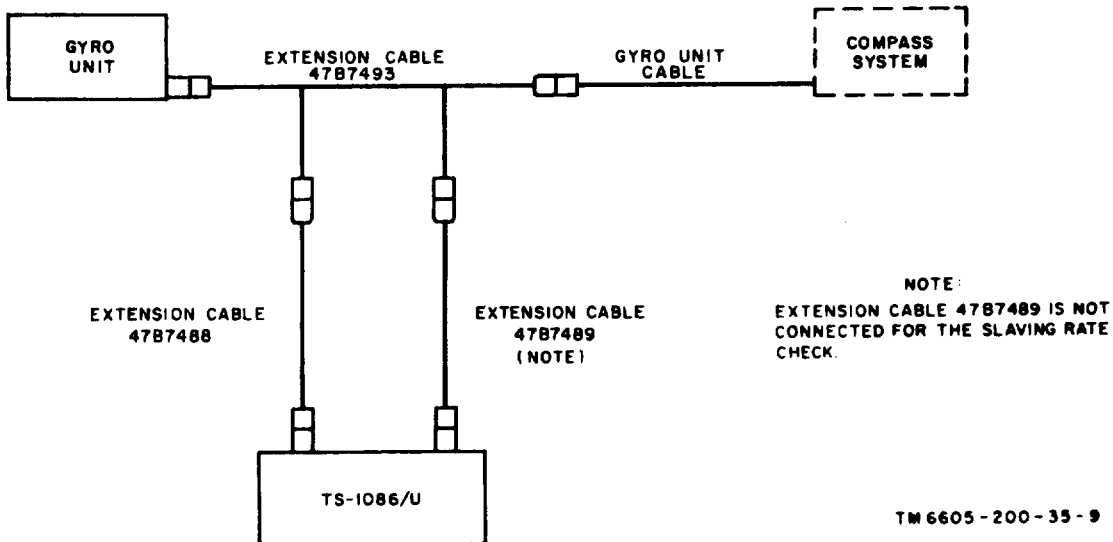 GYRO
UNIT
EXTENSION CABLE
47B7493
GYRO UNIT
CABLE
COMPASS
SYSTEM
EXTENSION CABLE
47B7488
EXTENSION CABLE
47B7489
(NOTE)
NOTE:
EXTENSION CABLE 47B7489 IS NOT
CONNECTED FOR THE SLAVING RATE
CHECK.
TS-1086/U
TM 6605-200-35-9